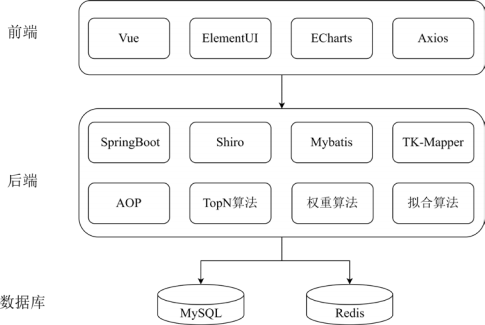 前端
Vue
ElementUI
ECharts
Axios
后端
SpringBoot
Shiro
Mybatis
TK-Mapper
AOP
TopN算法
权重算法
拟合算法
数据库
MySQL
Redis